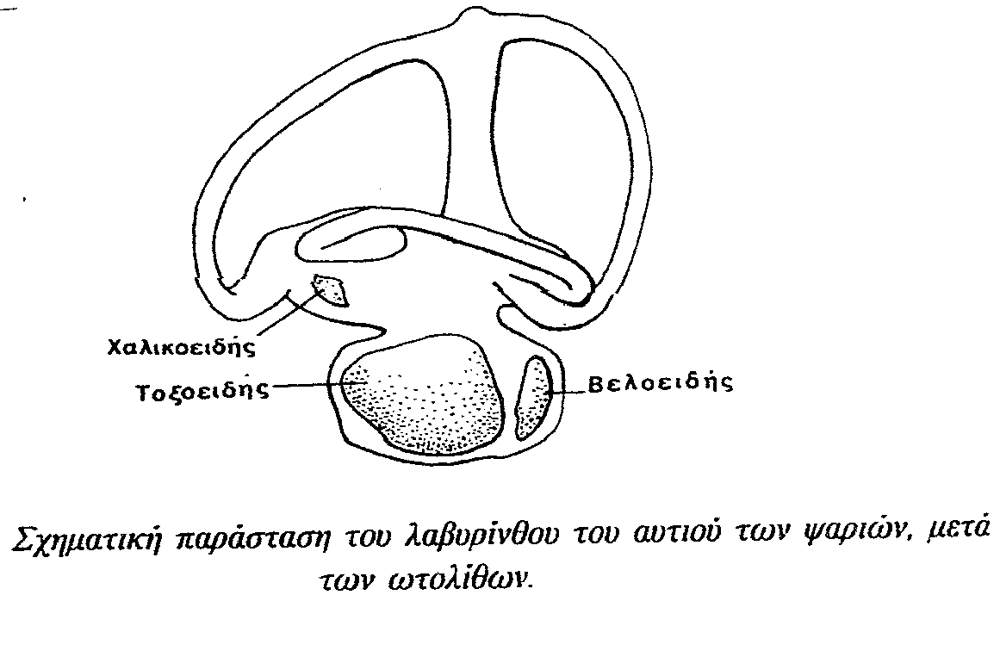 Χαλικοειδής
Τοξοειδής
Βελοειδής
Σχηματική παράσταση του λαβυρίνθου του αυτιού των ψαριών, μετά
των ωτολίθων.